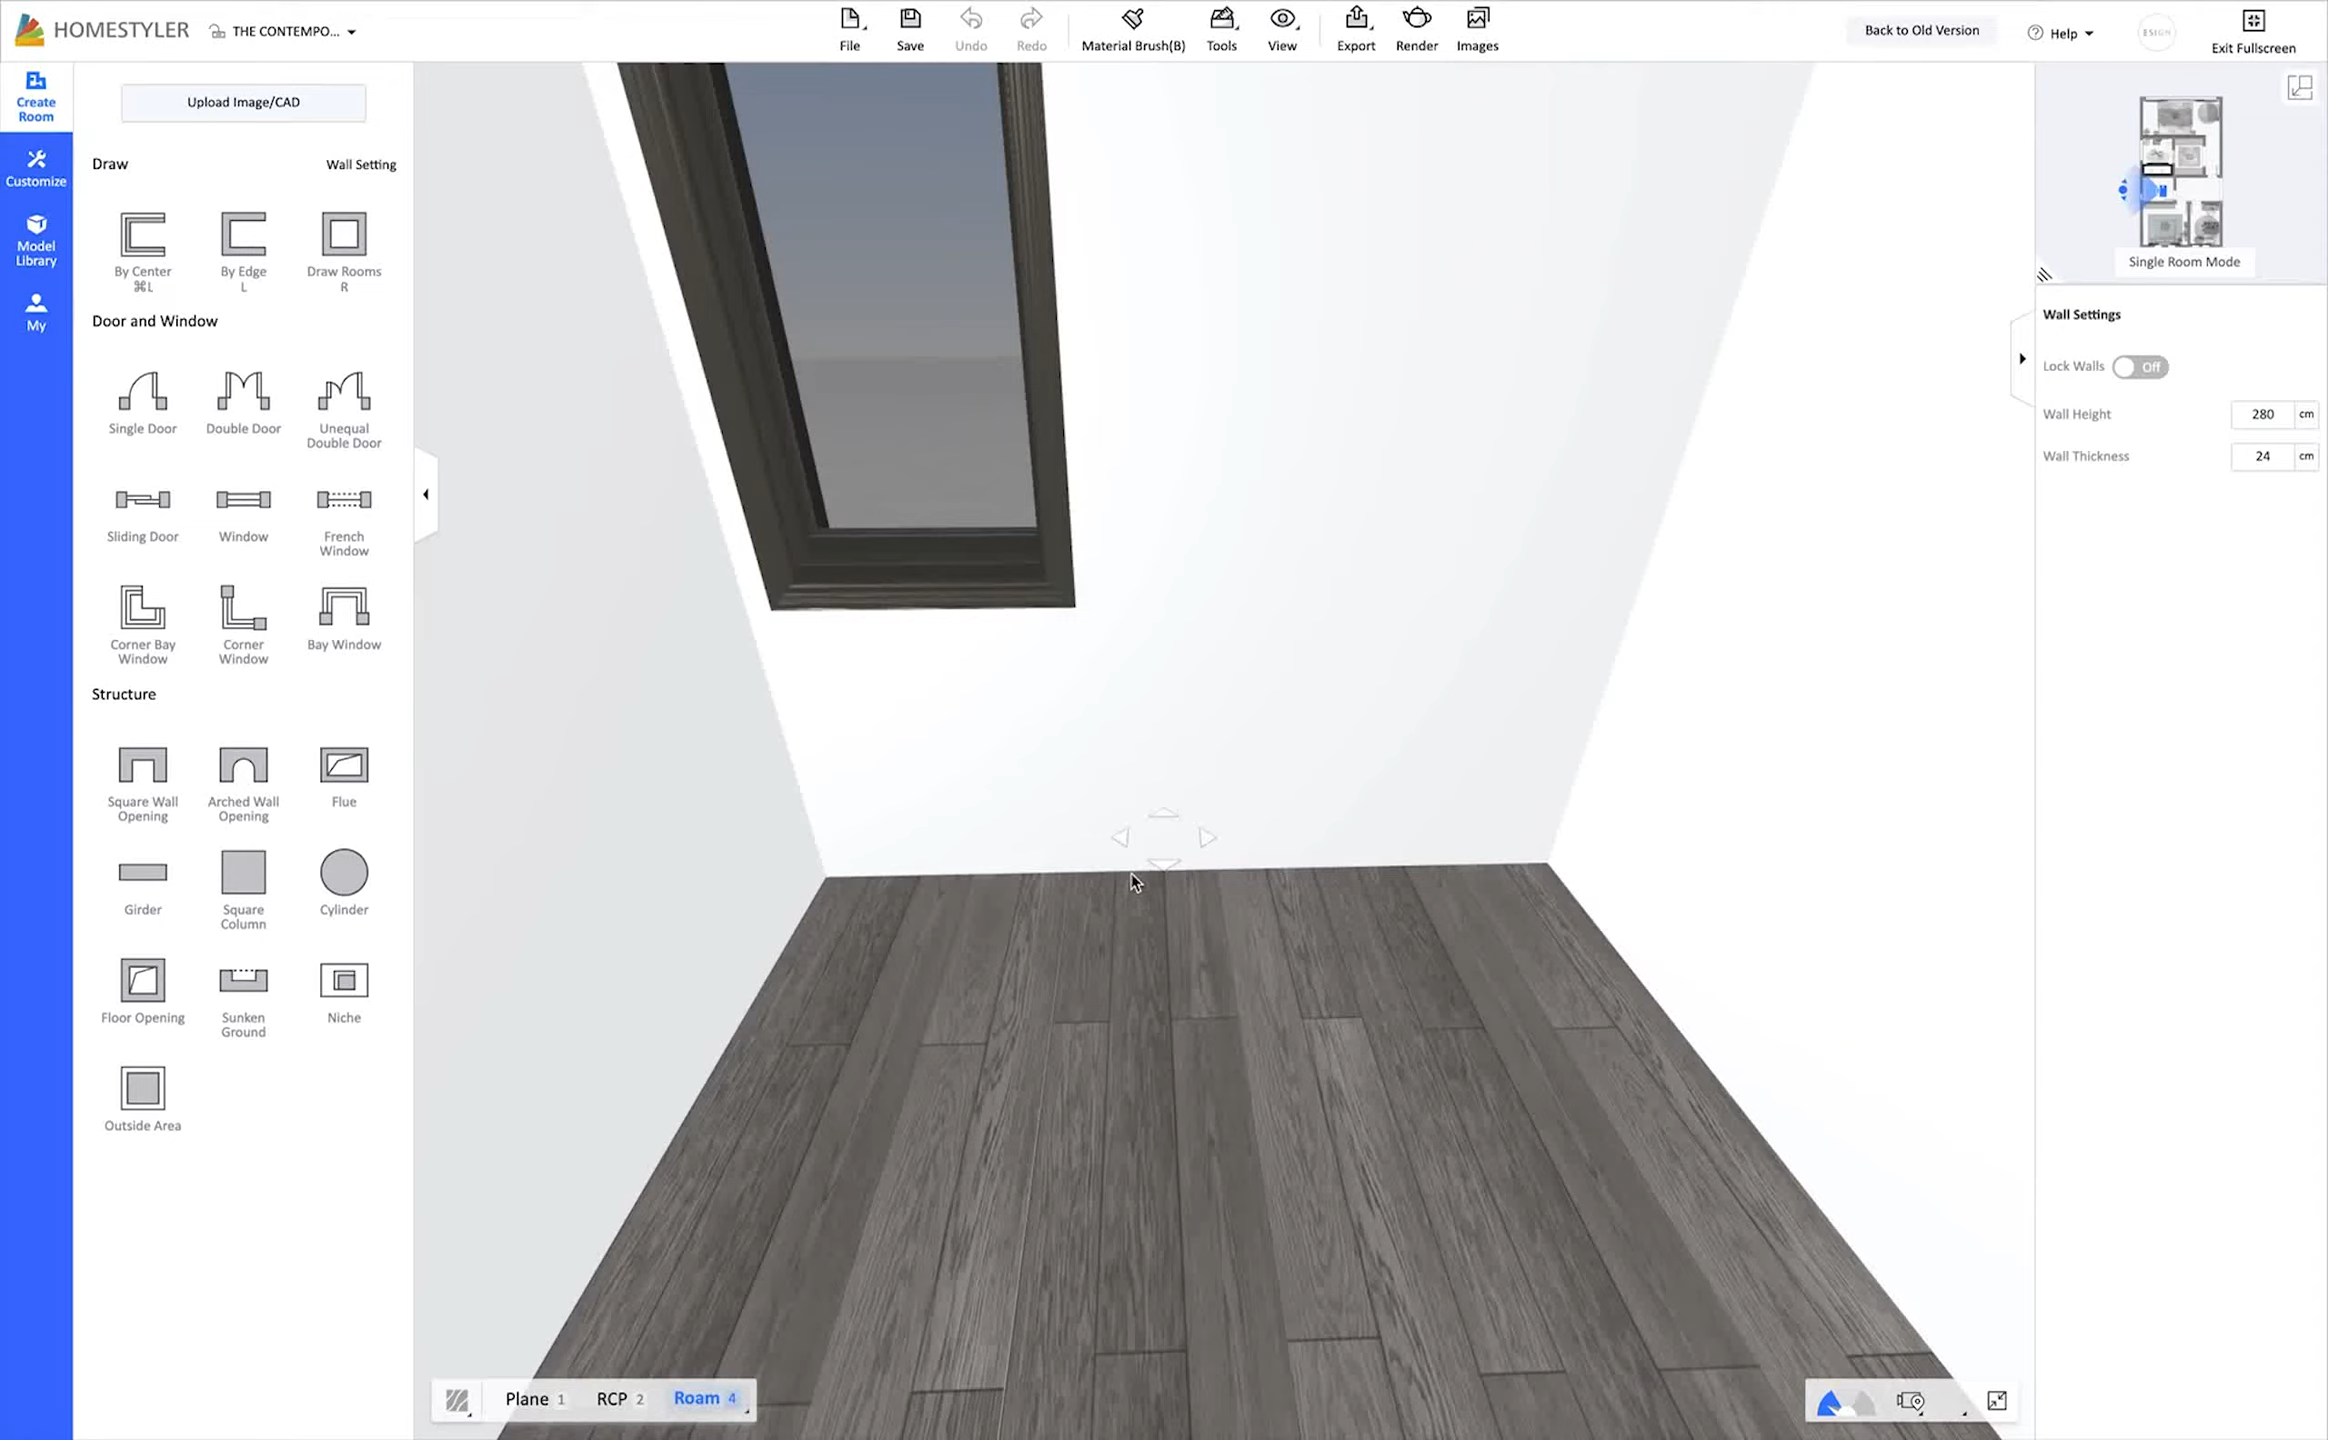 HOMESTYLER
THE CONTEMPO...
File
Save
Undo
Redo
Material Brush(B)
Tools
View
Export
Render
Images
Back to Old Version
Help
ESIGN
Exit Fullscreen
Create
Room
Customize
Model
Library
My
Upload Image/CAD
Draw
Wall Setting
By Center
⌘L
By Edge
L
Draw Rooms
R
Door and Window
Single Door
Double Door
Unequal
Double Door
Sliding Door
Window
French
Window
Corner Bay
Window
Corner
Window
Bay Window
Structure
Square Wall
Opening
Arched Wall
Opening
Flue
Girder
Square
Column
Cylinder
Floor Opening
Sunken
Ground
Niche
Outside Area
Plane 1
RCP 2
Roam 4
Single Room Mode
Wall Settings
Lock Walls Off
Wall Height 280 cm
Wall Thickness 24 cm